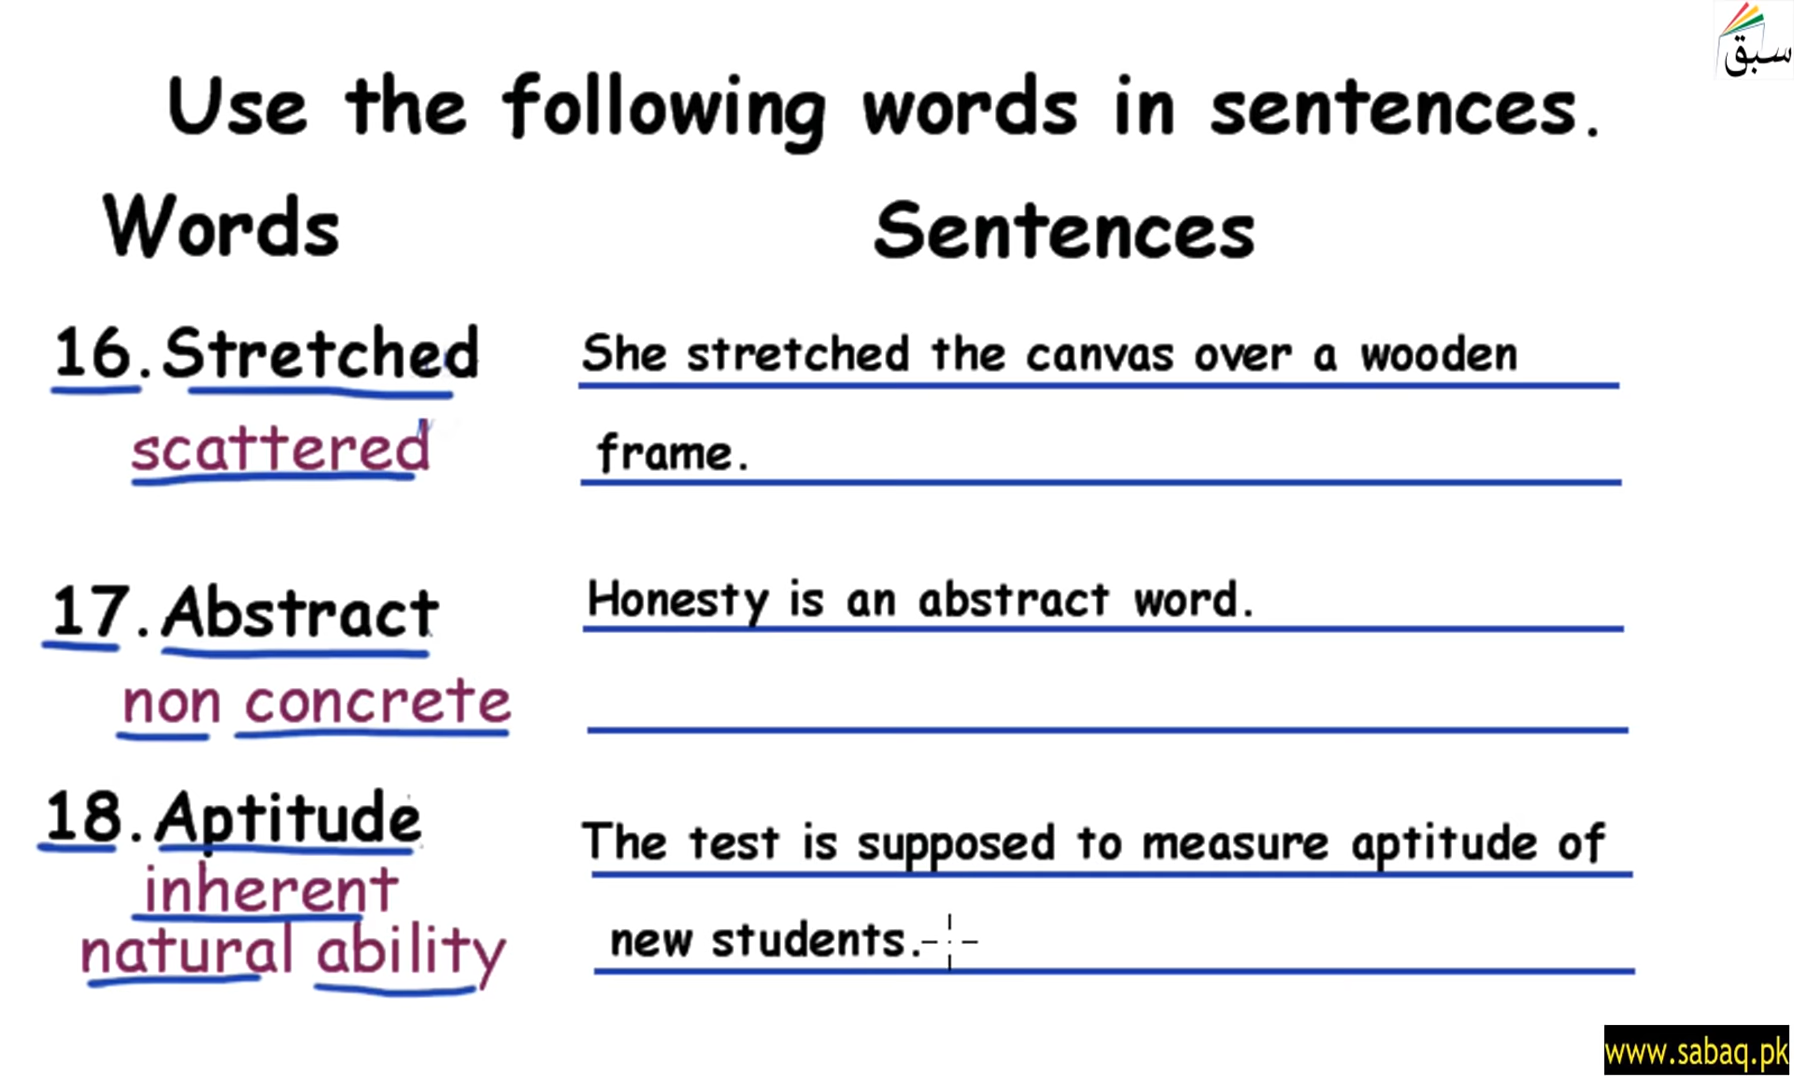 سبق
Use the following words in sentences.
Words Sentences
16. Stretched She stretched the canvas over a wooden
scattered frame.
17. Abstract Honesty is an abstract word.
non concrete
18. Aptitude The test is supposed to measure aptitude of
inherent
natural ability new students.
www.sabaq.pk